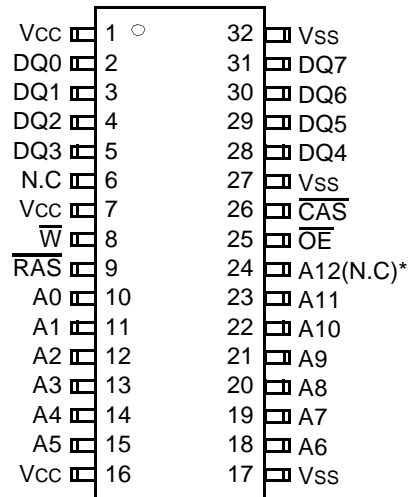 VCC 1 32 VSS
DQ0 2 31 DQ7
DQ1 3 30 DQ6
DQ2 4 29 DQ5
DQ3 5 28 DQ4
N.C 6 27 VSS
VCC 7 26 CAS
W 8 25 OE
RAS 9 24 A12(N.C)*
A0 10 23 A11
A1 11 22 A10
A2 12 21 A9
A3 13 20 A8
A4 14 19 A7
A5 15 18 A6
VCC 16 17 VSS